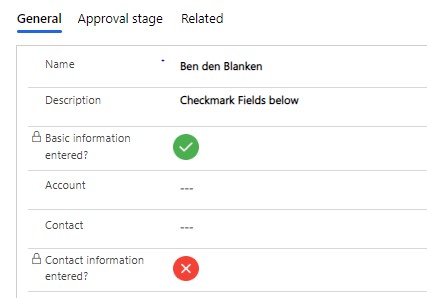 General Approval stage Related
Name * Ben den Blanken
Description Checkmark Fields below
Basic information
entered?
Account ---
Contact ---
Contact information
entered?